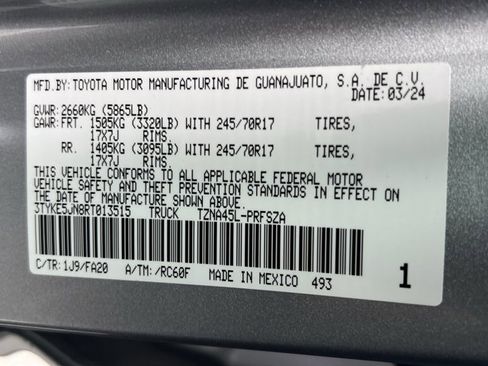 MFD.BY: TOYOTA MOTOR MANUFACTURING DE GUANAJUATO, S.A. DE C.V.
DATE: 03/24
GVWR: 2660KG (5865LB)
GAWR: FRT. 1505KG (3320LB) WITH 245/70R17 TIRES,
17X7J RIMS.
RR. 1405KG (3095LB) WITH 245/70R17 TIRES,
17X7J RIMS.
THIS VEHICLE CONFORMS TO ALL APPLICABLE FEDERAL MOTOR
VEHICLE SAFETY AND THEFT PREVENTION STANDARDS IN EFFECT ON
THE DATE OF MANUFACTURE SHOWN ABOVE.
3TYKE5JN8RT013515 TRUCK TZNA45L-PRFSZA
C/TR: 1J9/FA20 A/TM: /RC60F MADE IN MEXICO 493 1